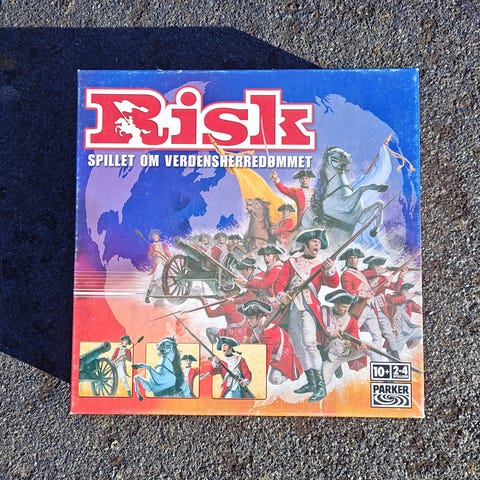 Risk
SPILLET OM VERDENSHERREDØMMET
10+ 2-4
PARKER